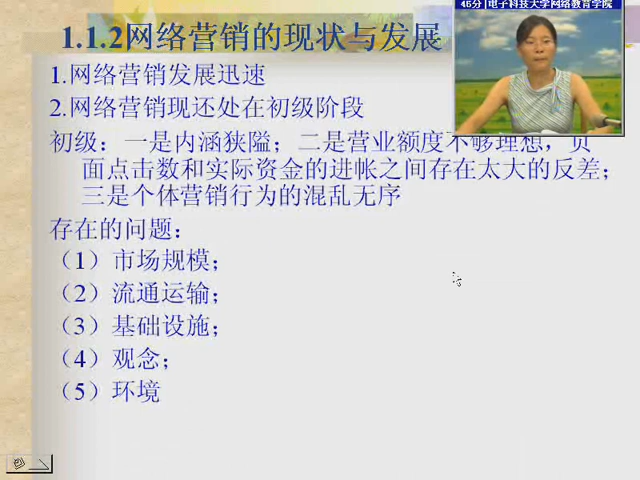 46分 电子科技大学网络教育学院
1.1.2网络营销的现状与发展
1.网络营销发展迅速
2.网络营销现还处在初级阶段
初级：一是内涵狭隘；二是营业额度不够理想，页
面点击数和实际资金的进帐之间存在太大的反差；
三是个体营销行为的混乱无序
存在的问题：
（1）市场规模；
（2）流通运输；
（3）基础设施；
（4）观念；
（5）环境